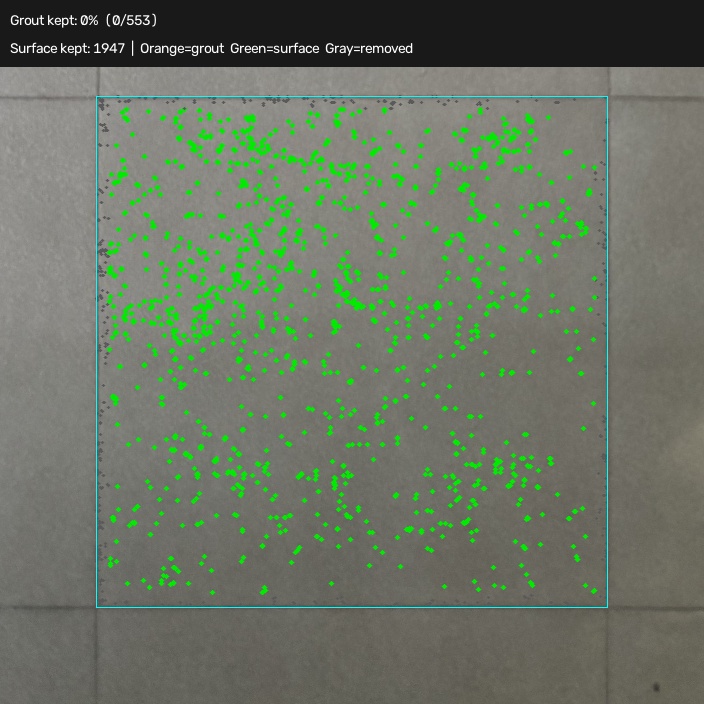 Grout kept: 0% (0/553)
Surface kept: 1947 | Orange=grout Green=surface Gray=removed